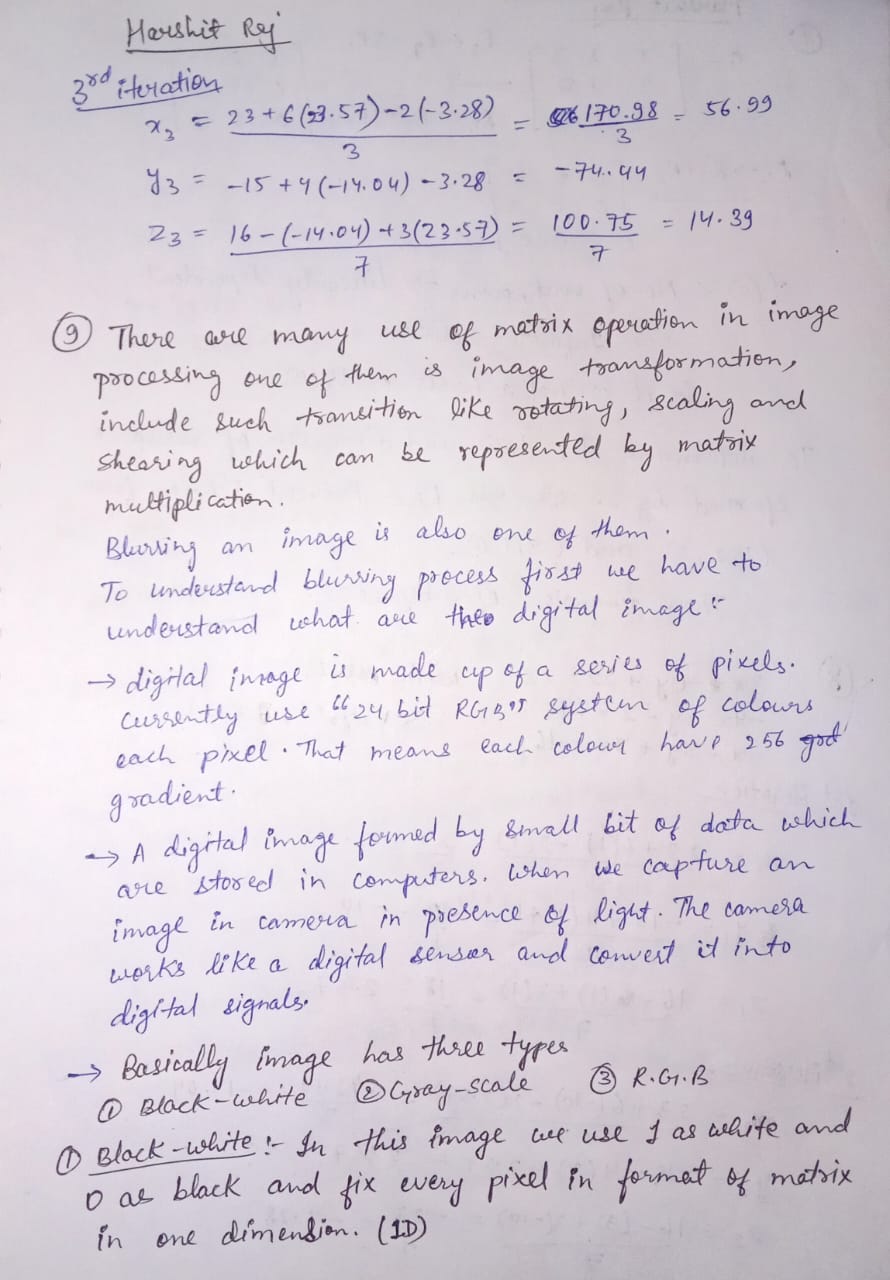 Harshit Raj
3rd iteration
x3 = 23 + 6(23.57) - 2(-3.28) / 3 = 170.98 / 3 = 56.99
y3 = -15 + 4(-14.04) - 3.28 = -74.44
z3 = 16 - (-14.04) + 3(23.57) / 7 = 100.75 / 7 = 14.39
⑨ There are many use of matrix operation in image
processing one of them is image transformation,
include such transition like rotating, scaling and
shearing which can be represented by matrix
multiplication.
Blurring an image is also one of them.
To understand blurring process first we have to
understand what are the digital image :-
→ digital image is made up of a series of pixels.
Currently use "24 bit RGB" system of colours
each pixel. That means each colour have 256
gradient.
→ A digital image formed by small bit of data which
are stored in computers. When we capture an
image in camera in presence of light. The camera
works like a digital sensor and convert it into
digital signals.
→ Basically image has three types
① Black-white ② Gray-scale ③ R.G.B
① Black-white :- In this image we use 1 as white and
0 as black and fix every pixel in format of matrix
in one dimension. (1D)